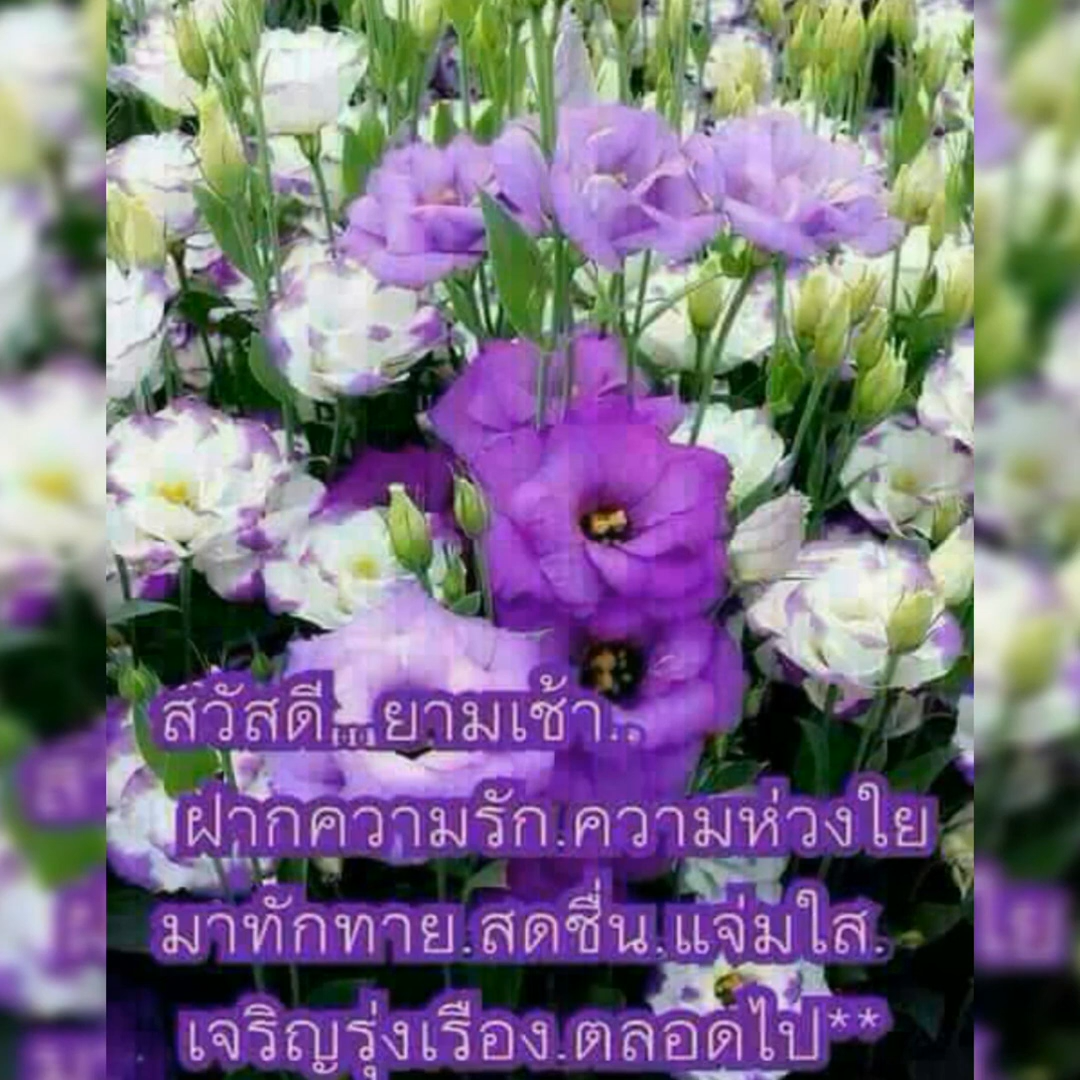 สวัสดี,,,,ยามเช้า..
ฝากความรัก.ความห่วงใย
มาทักทาย.สดชื่น.แจ่มใส.
เจริญรุ่งเรือง.ตลอดไป**